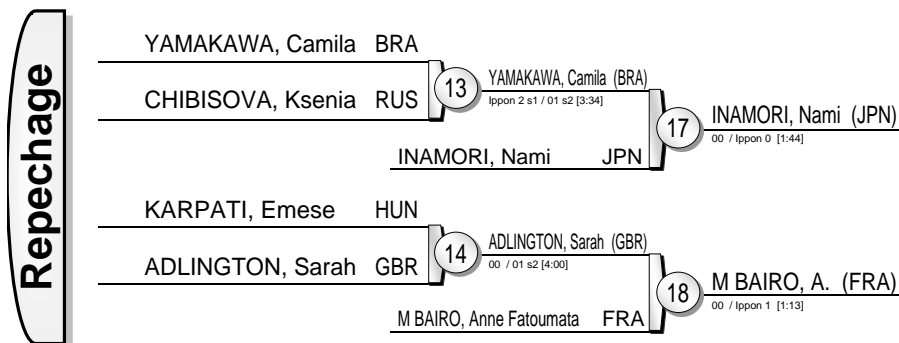 Repechage
YAMAKAWA, Camila BRA
CHIBISOVA, Ksenia RUS
13
YAMAKAWA, Camila (BRA)
Ippon 2 s1 / 01 s2 [3:34]
INAMORI, Nami JPN
17
INAMORI, Nami (JPN)
00 / Ippon 0 [1:44]
KARPATI, Emese HUN
ADLINGTON, Sarah GBR
14
ADLINGTON, Sarah (GBR)
00 / 01 s2 [4:00]
M BAIRO, Anne Fatoumata FRA
18
M BAIRO, A. (FRA)
00 / Ippon 1 [1:13]